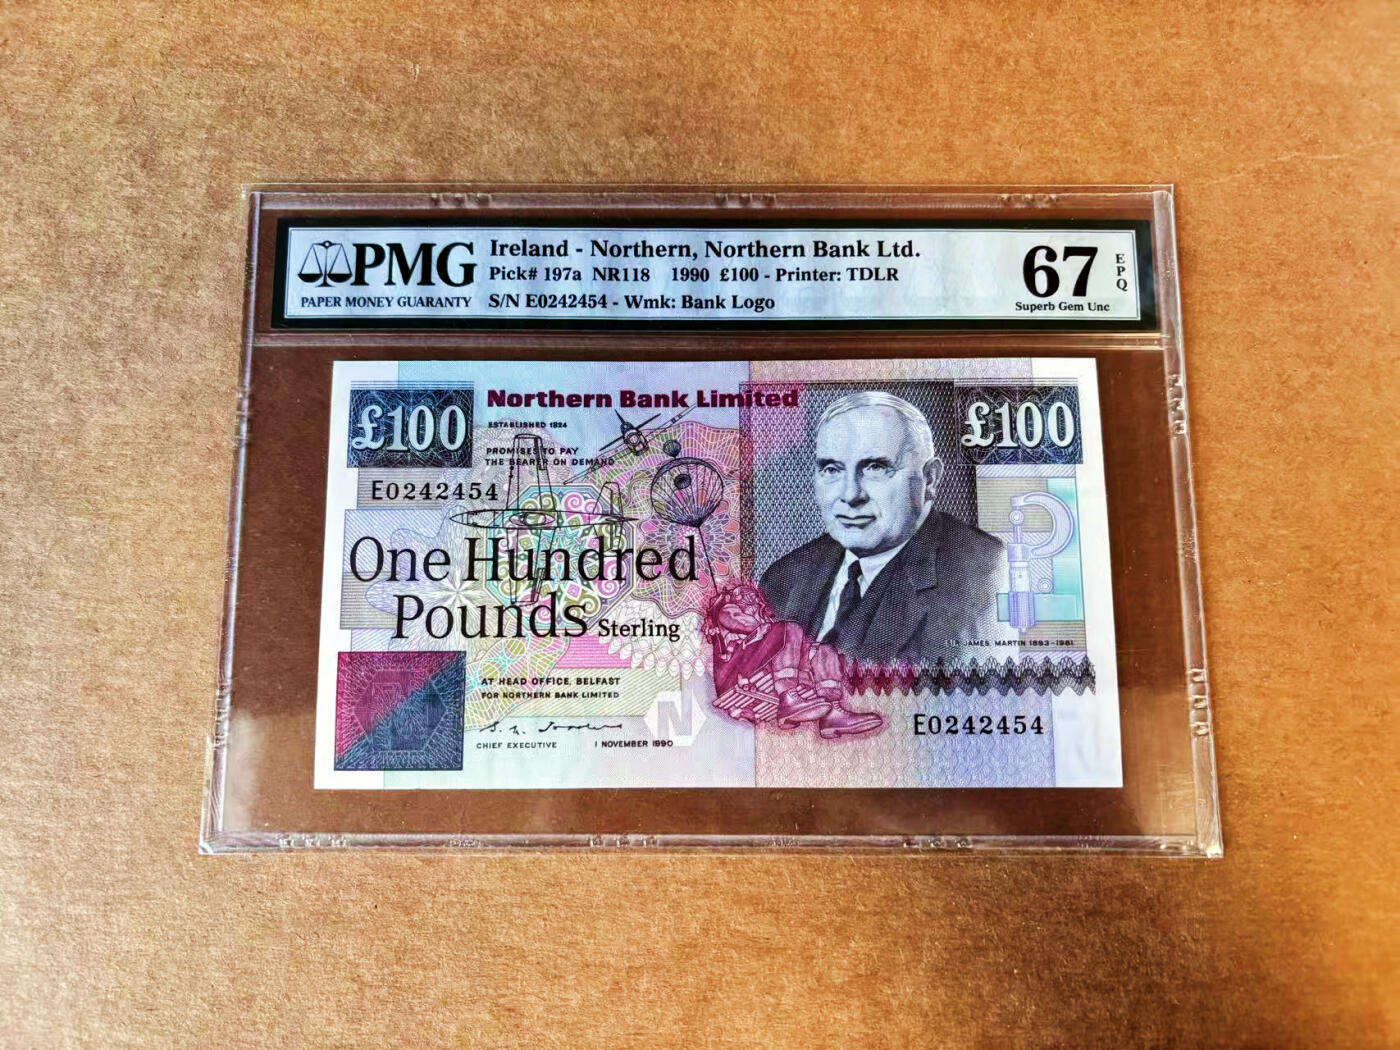 PMG
PAPER MONEY GUARANTY
Ireland - Northern, Northern Bank Ltd.
Pick# 197a NR118 1990 £100 - Printer: TDLR
S/N E0242454 - Wmk: Bank Logo
67
EPQ
Superb Gem Unc
£100
Northern Bank Limited
£100
ESTABLISHED 1824
PROMISES TO PAY
THE BEARER ON DEMAND
E0242454
One Hundred
Pounds Sterling
SIR JAMES MARTIN 1893-1981
AT HEAD OFFICE, BELFAST
FOR NORTHERN BANK LIMITED
N
E0242454
CHIEF EXECUTIVE 1 NOVEMBER 1990